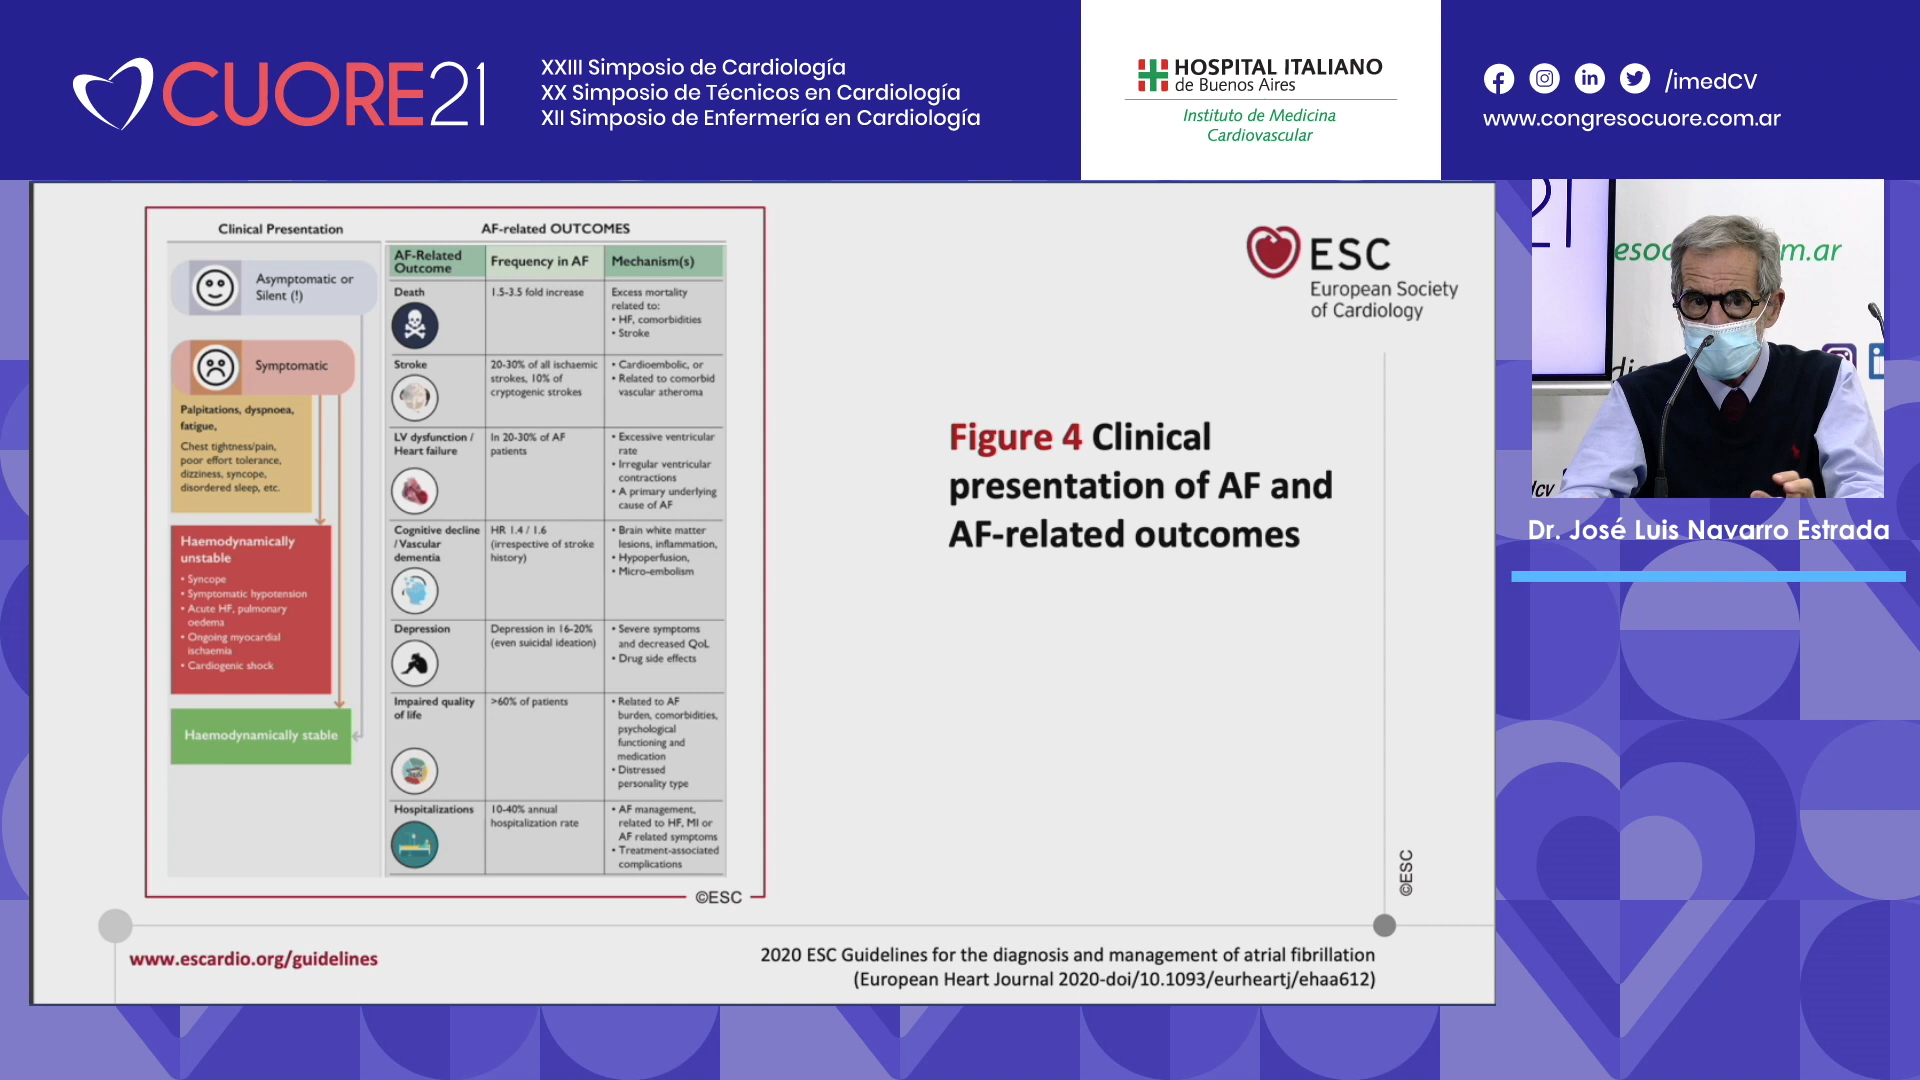 CUORE21
XXIII Simposio de Cardiología
XX Simposio de Técnicos en Cardiología
XII Simposio de Enfermería en Cardiología
HOSPITAL ITALIANO
de Buenos Aires
Instituto de Medicina
Cardiovascular
/imedCV
www.congresocuore.com.ar
Clinical Presentation
Asymptomatic or
Silent (!)
Symptomatic
Palpitations, dyspnoea,
fatigue,
Chest tightness/pain,
poor effort tolerance,
dizziness, syncope,
disordered sleep, etc.
Haemodynamically
unstable
• Syncope
• Symptomatic hypotension
• Acute HF, pulmonary
oedema
• Ongoing myocardial
ischaemia
• Cardiogenic shock
Haemodynamically stable
AF-related OUTCOMES
AF-Related
Outcome
Frequency in AF
Mechanism(s)
Death
1.5-3.5 fold increase
Excess mortality
related to:
• HF, comorbidities
• Stroke
Stroke
20-30% of all ischaemic
strokes, 10% of
cryptogenic strokes
• Cardioembolic, or
• Related to comorbid
vascular atheroma
LV dysfunction /
Heart failure
In 20-30% of AF
patients
• Excessive ventricular
rate
• Irregular ventricular
contractions
• A primary underlying
cause of AF
Cognitive decline
/ Vascular
dementia
HR 1.4 / 1.6
(irrespective of stroke
history)
• Brain white matter
lesions, inflammation,
• Hypoperfusion,
• Micro-embolism
Depression
Depression in 16-20%
(even suicidal ideation)
• Severe symptoms
and decreased QoL
• Drug side effects
Impaired quality
of life
>60% of patients
• Related to AF
burden, comorbidities,
psychological
functioning and
medication
• Distressed
personality type
Hospitalizations
10-40% annual
hospitalization rate
• AF management,
related to HF, MI or
AF related symptoms
• Treatment-associated
complications
©ESC
ESC
European Society
of Cardiology
Figure 4 Clinical
presentation of AF and
AF-related outcomes
©ESC
www.escardio.org/guidelines
2020 ESC Guidelines for the diagnosis and management of atrial fibrillation
(European Heart Journal 2020-doi/10.1093/eurheartj/ehaa612)
21
esoc
m.ar
Icv
Dr. José Luis Navarro Estrada